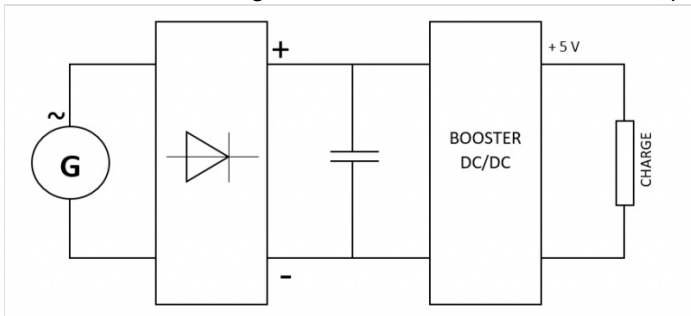 ~
G
+
-
BOOSTER
DC/DC
+ 5 V
CHARGE